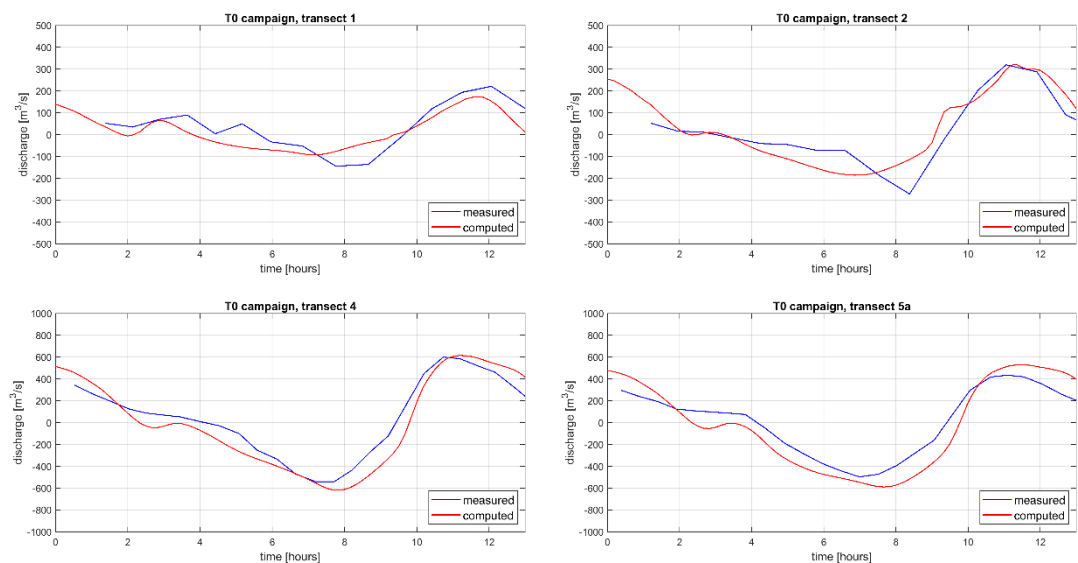 T0 campaign, transect 1
500
400
300
200
100
0
-100
-200
-300
-400
-500
discharge [m³/s]
measured
computed
0 2 4 6 8 10 12
time [hours]
T0 campaign, transect 2
500
400
300
200
100
0
-100
-200
-300
-400
-500
discharge [m³/s]
measured
computed
0 2 4 6 8 10 12
time [hours]
T0 campaign, transect 4
1000
800
600
400
200
0
-200
-400
-600
-800
-1000
discharge [m³/s]
measured
computed
0 2 4 6 8 10 12
time [hours]
T0 campaign, transect 5a
1000
800
600
400
200
0
-200
-400
-600
-800
-1000
discharge [m³/s]
measured
computed
0 2 4 6 8 10 12
time [hours]